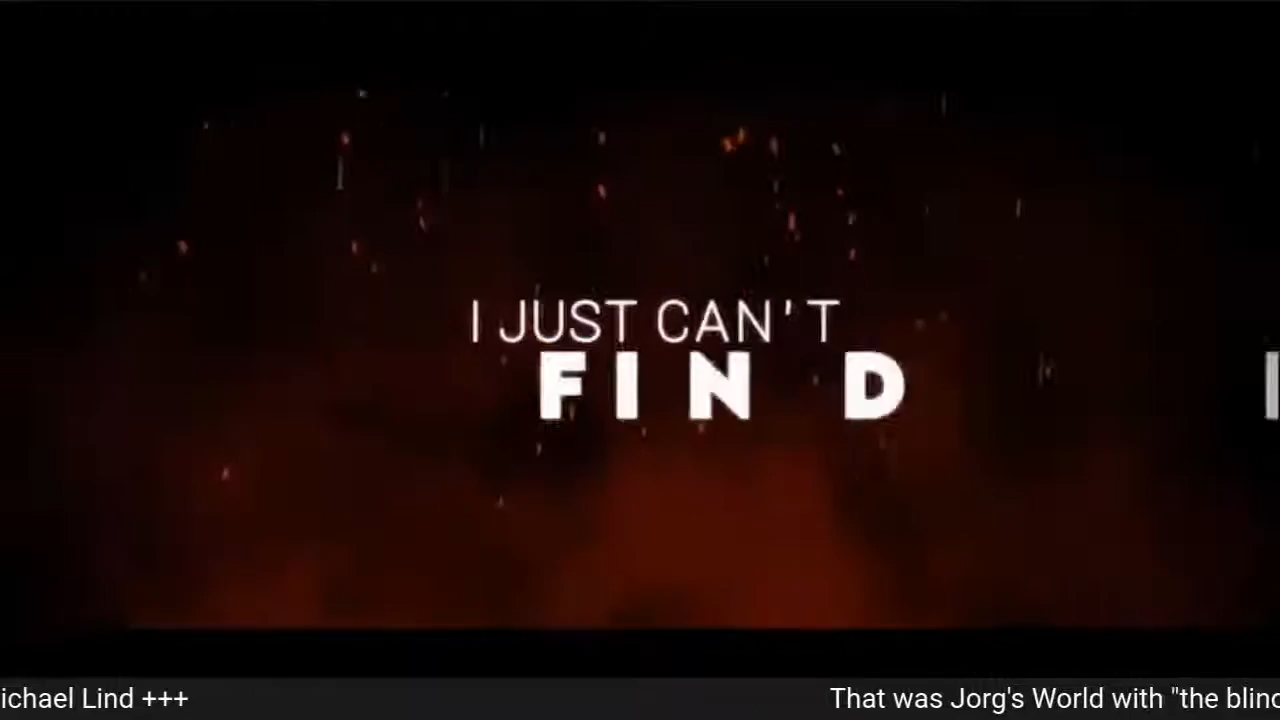 I JUST CAN'T
FIN D
ichael Lind +++ That was Jorg's World with "the blind